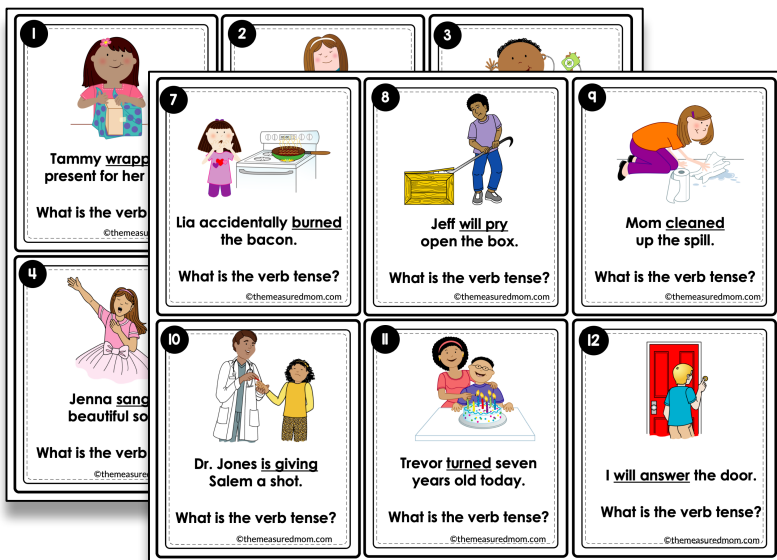 1
2
3
Tammy wrapp
present for her
What is the verb
©themeasu
4
Jenna sang
beautiful so
What is the verb
©themeasured
7
Lia accidentally burned
the bacon.
What is the verb tense?
©themeasuredmom.com
8
Jeff will pry
open the box.
What is the verb tense?
©themeasuredmom.com
9
Mom cleaned
up the spill.
What is the verb tense?
©themeasuredmom.com
10
Dr. Jones is giving
Salem a shot.
What is the verb tense?
©themeasuredmom.com
11
Trevor turned seven
years old today.
What is the verb tense?
©themeasuredmom.com
12
I will answer the door.
What is the verb tense?
©themeasuredmom.com